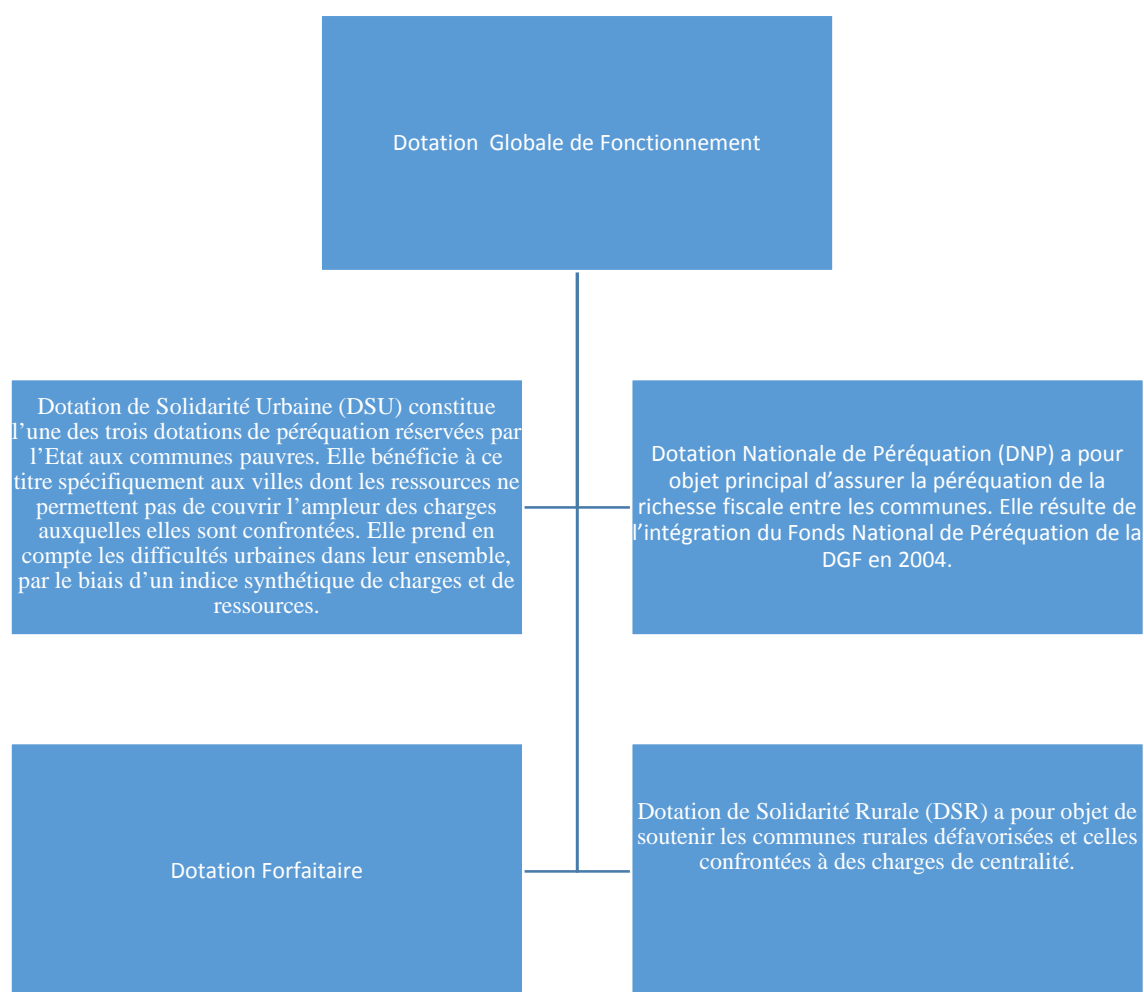 Dotation  Globale de Fonctionnement
Dotation de Solidarité Urbaine (DSU) constitue
l’une des trois dotations de péréquation réservées par
l’Etat aux communes pauvres. Elle bénéficie à ce
titre spécifiquement aux villes dont les ressources ne
permettent pas de couvrir l’ampleur des charges
auxquelles elles sont confrontées. Elle prend en
compte les difficultés urbaines dans leur ensemble,
par le biais d’un indice synthétique de charges et de
ressources.
Dotation Nationale de Péréquation (DNP) a pour
objet principal d’assurer la péréquation de la
richesse fiscale entre les communes. Elle résulte de
l’intégration du Fonds National de Péréquation de la
DGF en 2004.
Dotation Forfaitaire
Dotation de Solidarité Rurale (DSR) a pour objet de
soutenir les communes rurales défavorisées et celles
confrontées à des charges de centralité.